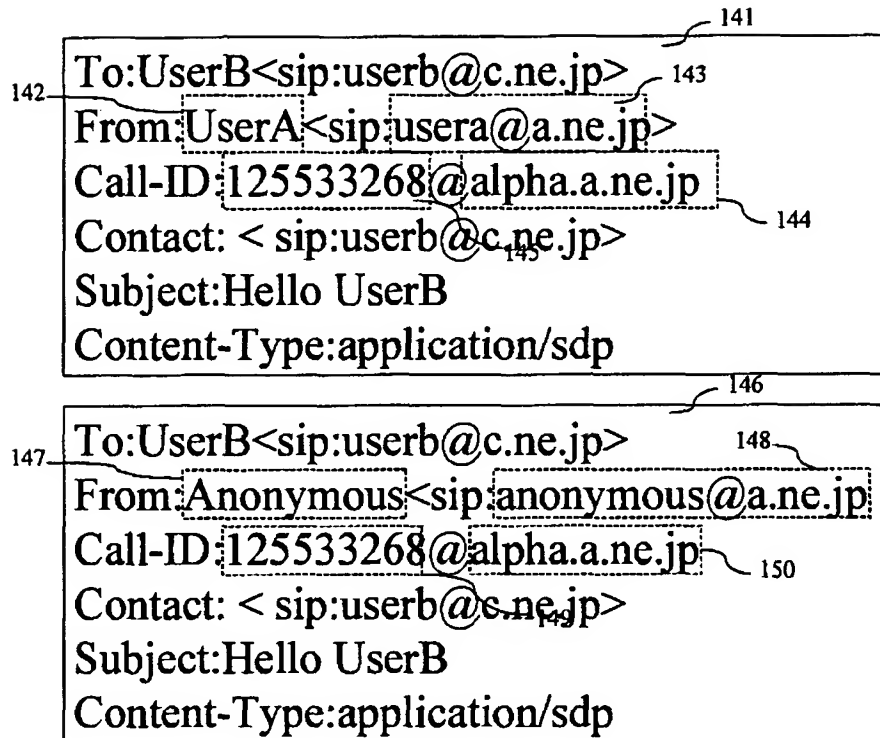 141
To:UserB<sip:userb@c.ne.jp>
142
143
From:UserA<sip:usera@a.ne.jp>
Call-ID:125533268@alpha.a.ne.jp
144
Contact: < sip:userb@c.ne.jp>
145
Subject:Hello UserB
Content-Type:application/sdp
146
To:UserB<sip:userb@c.ne.jp>
147
148
From:Anonymous<sip:anonymous@a.ne.jp
Call-ID:125533268@alpha.a.ne.jp
150
Contact: < sip:userb@c.ne.jp>
149
Subject:Hello UserB
Content-Type:application/sdp